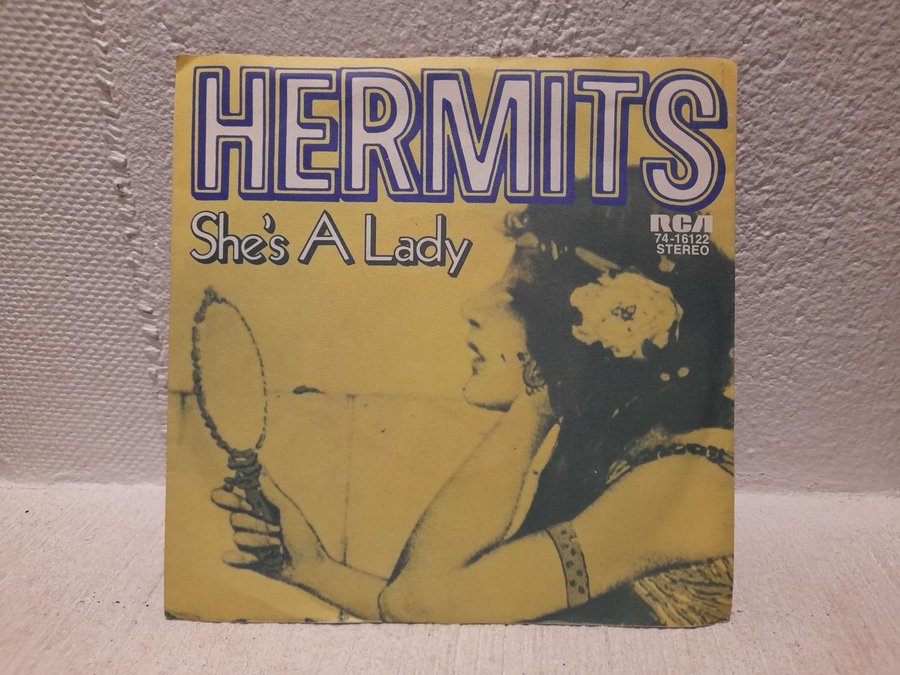 HERMITS
She's A Lady
RCA
74-16122
STEREO